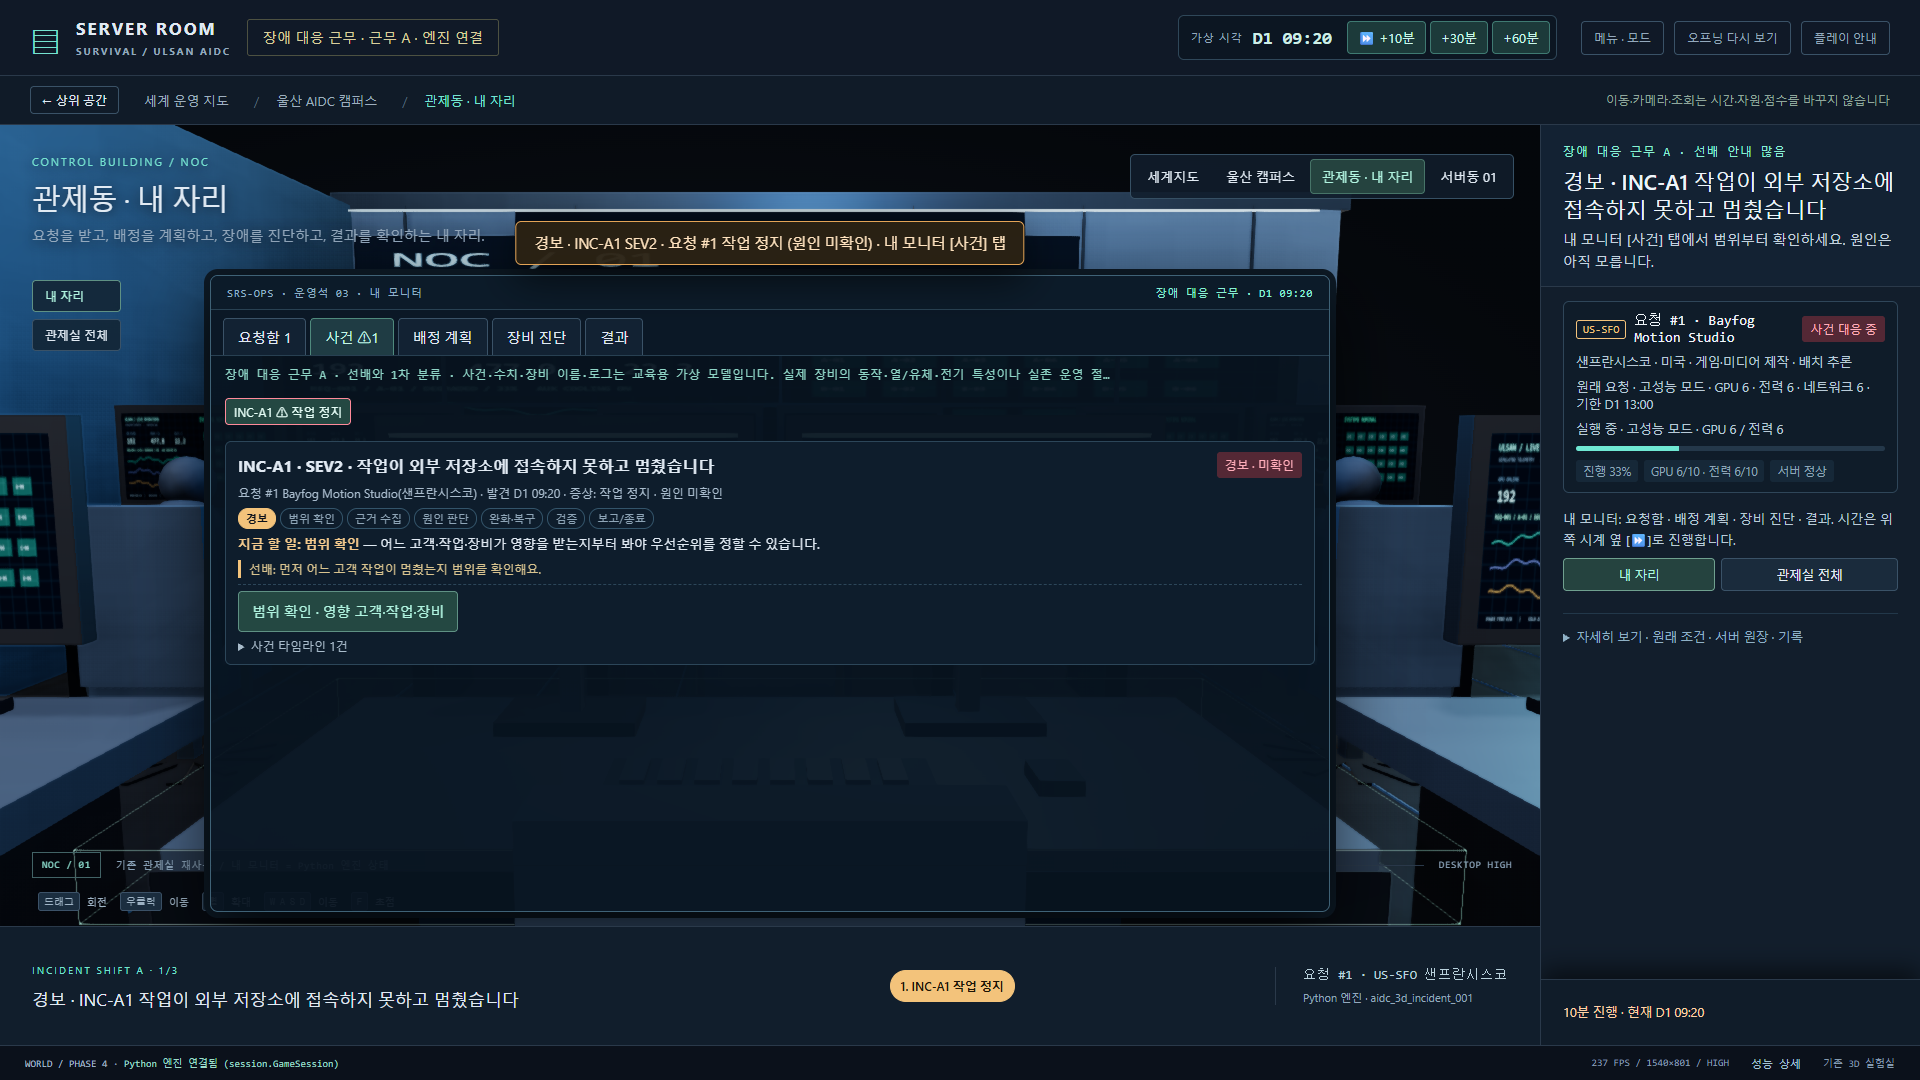 SERVER ROOM
SURVIVAL / ULSAN AIDC
장애 대응 근무 · 근무 A · 엔진 연결
가상 시각 D1 09:20 ⏩ +10분 +30분 +60분
메뉴 · 모드 오프닝 다시 보기 플레이 안내
← 상위 공간 세계 운영 지도 / 울산 AIDC 캠퍼스 / 관제동 · 내 자리
이동·카메라·조회는 시간·자원·점수를 바꾸지 않습니다
CONTROL BUILDING / NOC
관제동 · 내 자리
요청을 받고, 배정을 계획하고, 장애를 진단하고, 결과를 확인하는 내 자리.
세계지도 울산 캠퍼스 관제동 · 내 자리 서버동 01
경보 · INC-A1 SEV2 · 요청 #1 작업 정지 (원인 미확인) · 내 모니터 [사건] 탭
NOC / 01
내 자리
관제실 전체
SRS-OPS · 운영석 03 · 내 모니터
장애 대응 근무 · D1 09:20
요청함 1 사건 ⚠1 배정 계획 장비 진단 결과
장애 대응 근무 A · 선배와 1차 분류 · 사건·수치·장비 이름·로그는 교육용 가상 모델입니다. 실제 장비의 동작·열/유체·전기 특성이나 실존 운영 절…
INC-A1 ⚠ 작업 정지
INC-A1 · SEV2 · 작업이 외부 저장소에 접속하지 못하고 멈췄습니다
경보 · 미확인
요청 #1 Bayfog Motion Studio(샌프란시스코) · 발견 D1 09:20 · 증상: 작업 정지 · 원인 미확인
경보 범위 확인 근거 수집 원인 판단 완화·복구 검증 보고/종료
지금 할 일: 범위 확인 — 어느 고객·작업·장비가 영향을 받는지부터 봐야 우선순위를 정할 수 있습니다.
선배: 먼저 어느 고객 작업이 멈췄는지 범위를 확인해요.
범위 확인 · 영향 고객·작업·장비
▶ 사건 타임라인 1건
NOC / 01 기존 관제실 재사
DESKTOP HIGH
드래그 회전 우클릭 이동
장애 대응 근무 A · 선배 안내 많음
경보 · INC-A1 작업이 외부 저장소에
접속하지 못하고 멈췄습니다
내 모니터 [사건] 탭에서 범위부터 확인하세요. 원인은
아직 모릅니다.
US-SFO 요청 #1 · Bayfog
Motion Studio
사건 대응 중
샌프란시스코 · 미국 · 게임·미디어 제작 · 배치 추론
원래 요청 · 고성능 모드 · GPU 6 · 전력 6 · 네트워크 6 ·
기한 D1 13:00
실행 중 · 고성능 모드 · GPU 6 / 전력 6
진행 33% GPU 6/10 · 전력 6/10 서버 정상
내 모니터: 요청함 · 배정 계획 · 장비 진단 · 결과. 시간은 위
쪽 시계 옆 [⏩]로 진행합니다.
내 자리 관제실 전체
▶ 자세히 보기 · 원래 조건 · 서버 원장 · 기록
10분 진행 · 현재 D1 09:20
INCIDENT SHIFT A · 1/3
경보 · INC-A1 작업이 외부 저장소에 접속하지 못하고 멈췄습니다
1. INC-A1 작업 정지
요청 #1 · US-SFO 샌프란시스코
Python 엔진 · aidc_3d_incident_001
WORLD / PHASE 4 · Python 엔진 연결됨 (session.GameSession)
237 FPS / 1540×801 / HIGH 성능 상세 기존 3D 실험실